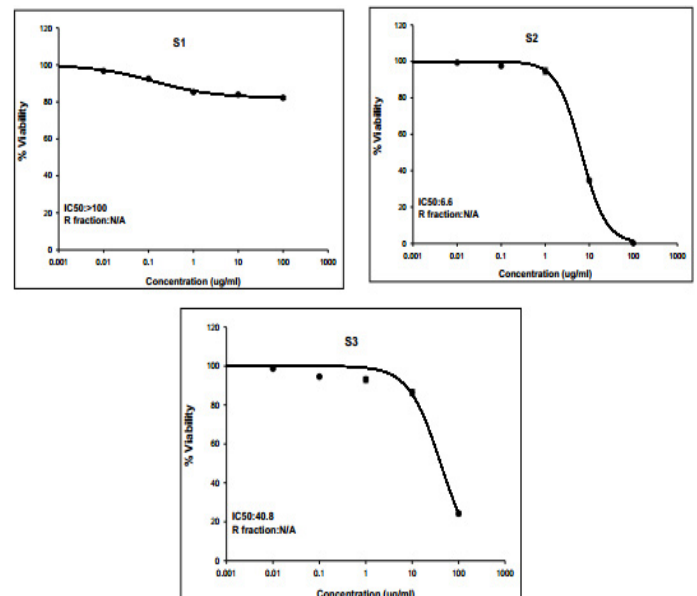 S1
120
100
80
60
40
20
0
% Viability
IC50:>100
R fraction:N/A
0.001 0.01 0.1 1 10 100 1000
Concentration (ug/ml)
S2
120
100
80
60
40
20
0
% Viability
IC50:6.6
R fraction:N/A
0.001 0.01 0.1 1 10 100 1000
Concentration (ug/ml)
S3
120
100
80
60
40
20
0
% Viability
IC50:40.8
R fraction:N/A
0.001 0.01 0.1 1 10 100 1000
Concentration (ug/ml)